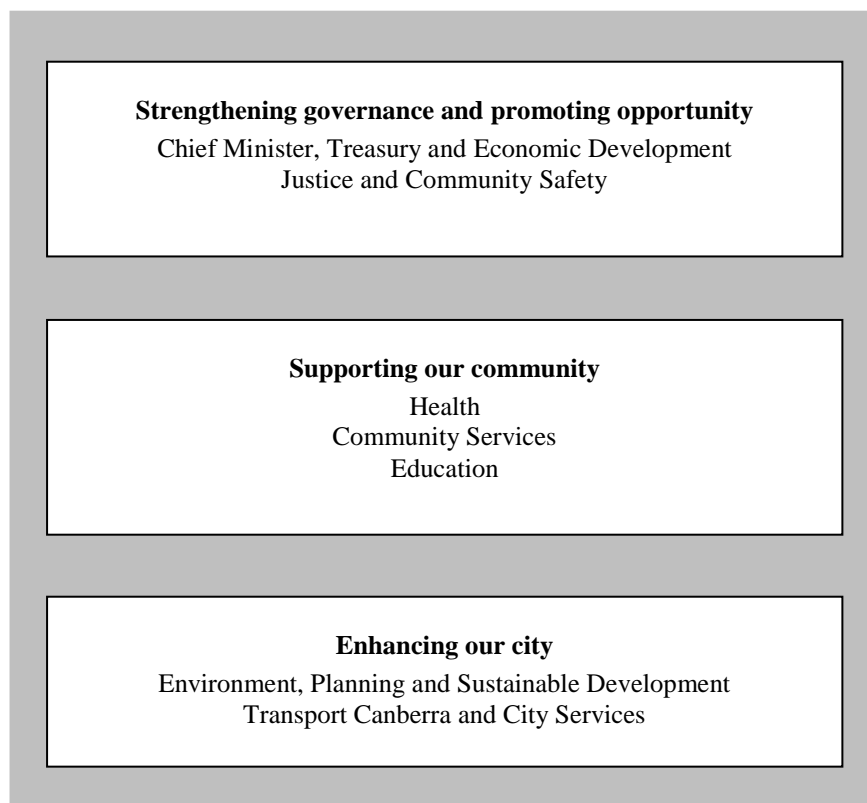 Strengthening governance and promoting opportunity
Chief Minister, Treasury and Economic Development
Justice and Community Safety
Supporting our community
Health
Community Services
Education
Enhancing our city
Environment, Planning and Sustainable Development
Transport Canberra and City Services